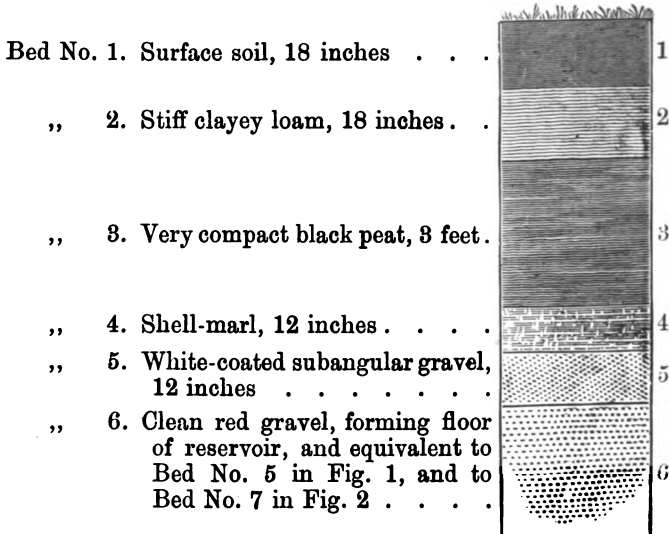 Bed No. 1. Surface soil, 18 inches . . .
1
„ 2. Stiff clayey loam, 18 inches . .
2
„ 3. Very compact black peat, 3 feet .
3
„ 4. Shell-marl, 12 inches . . . .
4
„ 5. White-coated subangular gravel,
12 inches . . . . . . .
5
„ 6. Clean red gravel, forming floor
of reservoir, and equivalent to
Bed No. 5 in Fig. 1, and to
Bed No. 7 in Fig. 2 . . . .
6